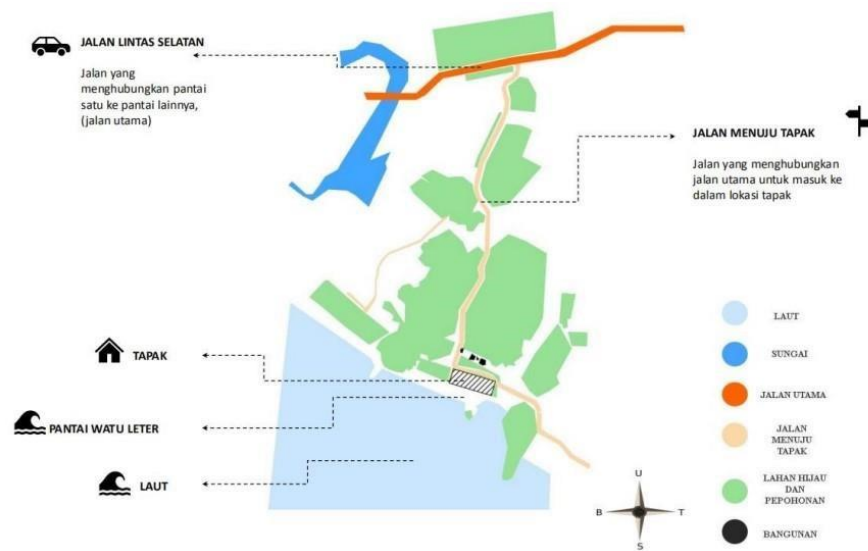 JALAN LINTAS SELATAN
Jalan yang
menghubungkan pantai
satu ke pantai lainnya,
(jalan utama)
JALAN MENUJU TAPAK
Jalan yang menghubungkan
jalan utama untuk masuk ke
dalam lokasi tapak
TAPAK
PANTAI WATU LETER
LAUT
LAUT
SUNGAI
JALAN UTAMA
JALAN
MENUJU
TAPAK
LAHAN HIJAU
DAN
PEPOHONAN
BANGUNAN
U
B
T
S